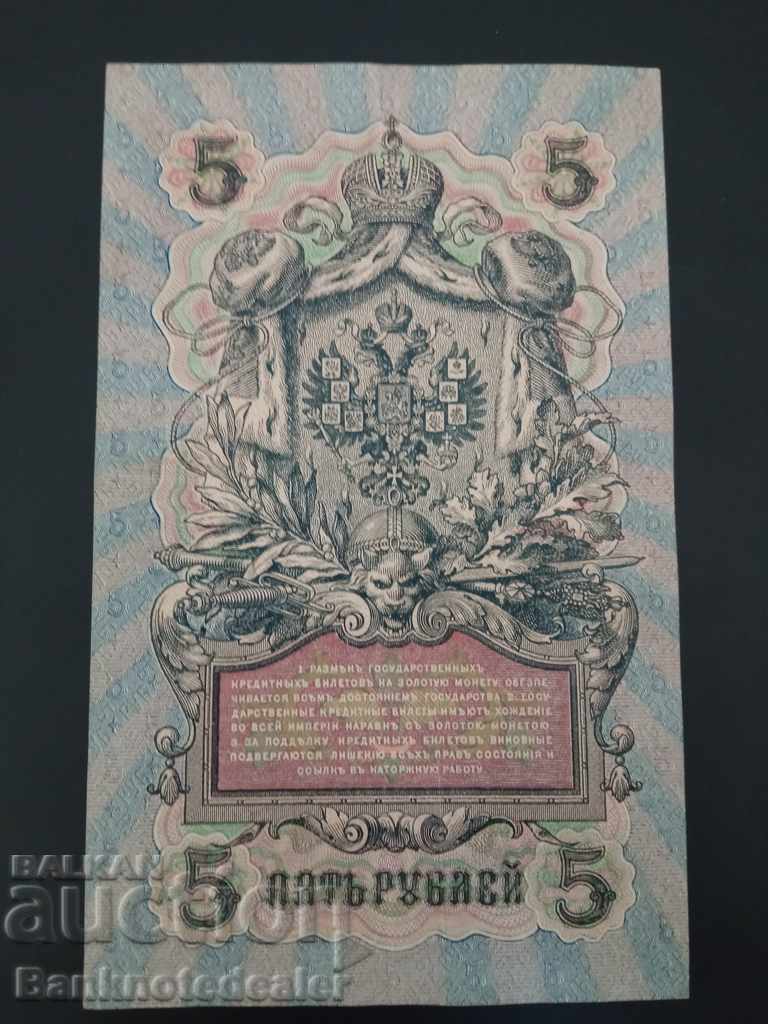 5 5
1. РАЗМѢНЪ ГОСУДАРСТВЕННЫХЪ
КРЕДИТНЫХЪ БИЛЕТОВЪ НА ЗОЛОТУЮ МОНЕТУ ОБЕЗПЕ-
ЧИВАЕТСЯ ВСѢМЪ ДОСТОЯНІЕМЪ ГОСУДАРСТВА. 2. ГОСУ-
ДАРСТВЕННЫЕ КРЕДИТНЫЕ БИЛЕТЫ ИМѢЮТЪ ХОЖДЕНІЕ
ВО ВСЕЙ ИМПЕРІИ НАРАВНѢ СЪ ЗОЛОТОЮ МОНЕТОЮ
3. ЗА ПОДДѢЛКУ КРЕДИТНЫХЪ БИЛЕТОВЪ ВИНОВНЫЕ
ПОДВЕРГАЮТСЯ ЛИШЕНІЮ ВСѢХЪ ПРАВЪ СОСТОЯНІЯ И
ССЫЛКѢ ВЪ КАТОРЖНУЮ РАБОТУ.
5 ПЯТЬ РУБЛЕЙ 5
BALKAN
auction
Banknotedealer